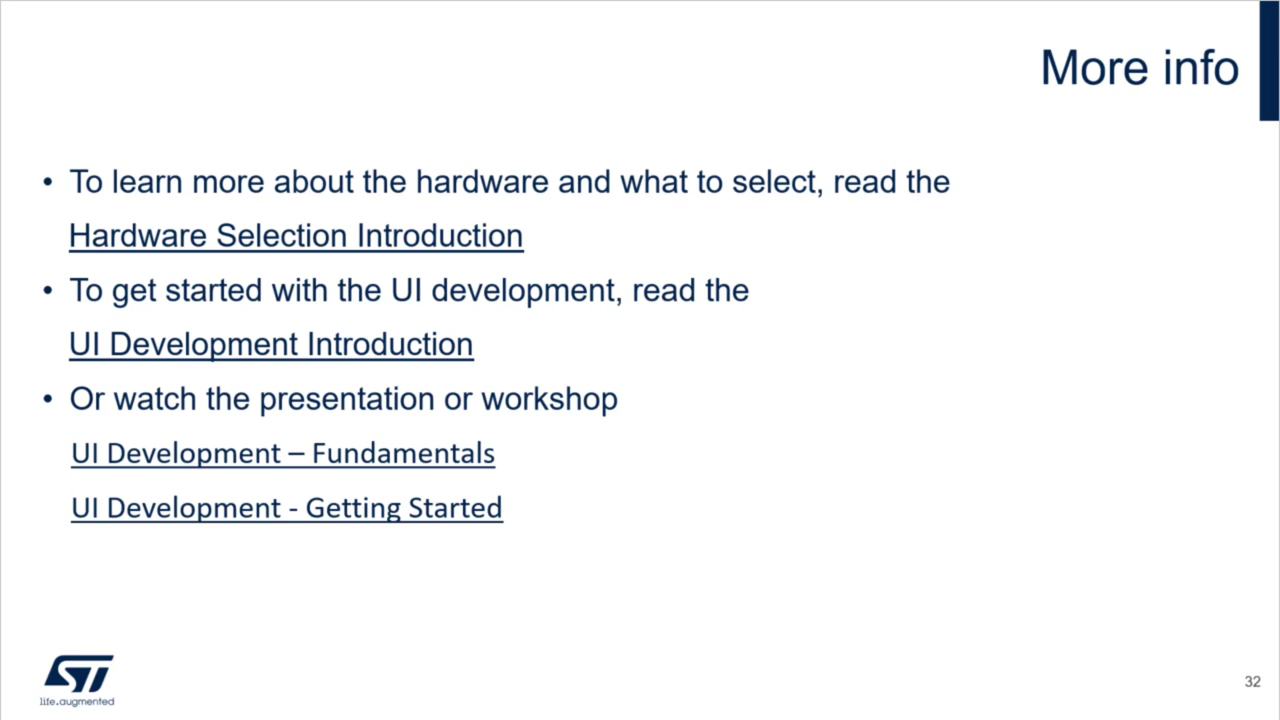 More info
• To learn more about the hardware and what to select, read the
Hardware Selection Introduction
• To get started with the UI development, read the
UI Development Introduction
• Or watch the presentation or workshop
UI Development – Fundamentals
UI Development - Getting Started
ST
life.augmented
32